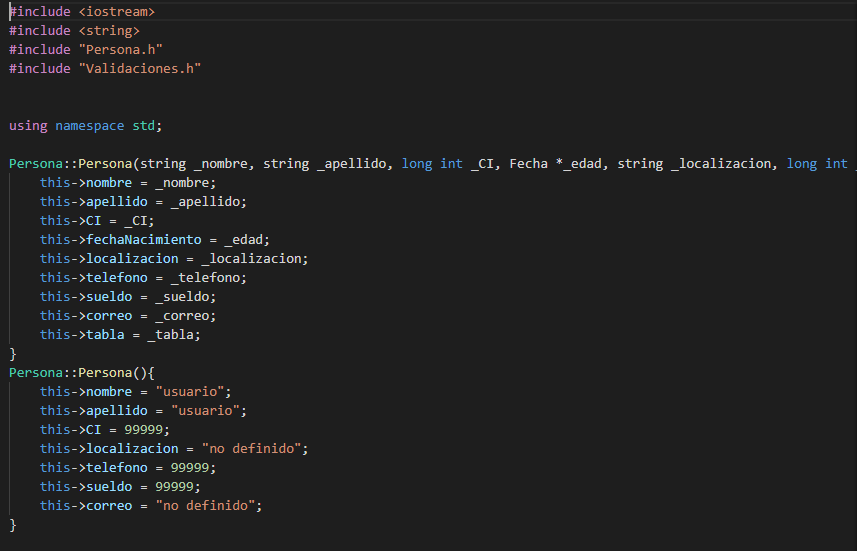 #include <iostream>
#include <string>
#include "Persona.h"
#include "Validaciones.h"
using namespace std;
Persona::Persona(string _nombre, string _apellido, long int _CI, Fecha *_edad, string _localizacion, long int _
this->nombre = _nombre;
this->apellido = _apellido;
this->CI = _CI;
this->fechaNacimiento = _edad;
this->localizacion = _localizacion;
this->telefono = _telefono;
this->sueldo = _sueldo;
this->correo = _correo;
this->tabla = _tabla;
}
Persona::Persona(){
this->nombre = "usuario";
this->apellido = "usuario";
this->CI = 99999;
this->localizacion = "no definido";
this->telefono = 99999;
this->sueldo = 99999;
this->correo = "no definido";
}